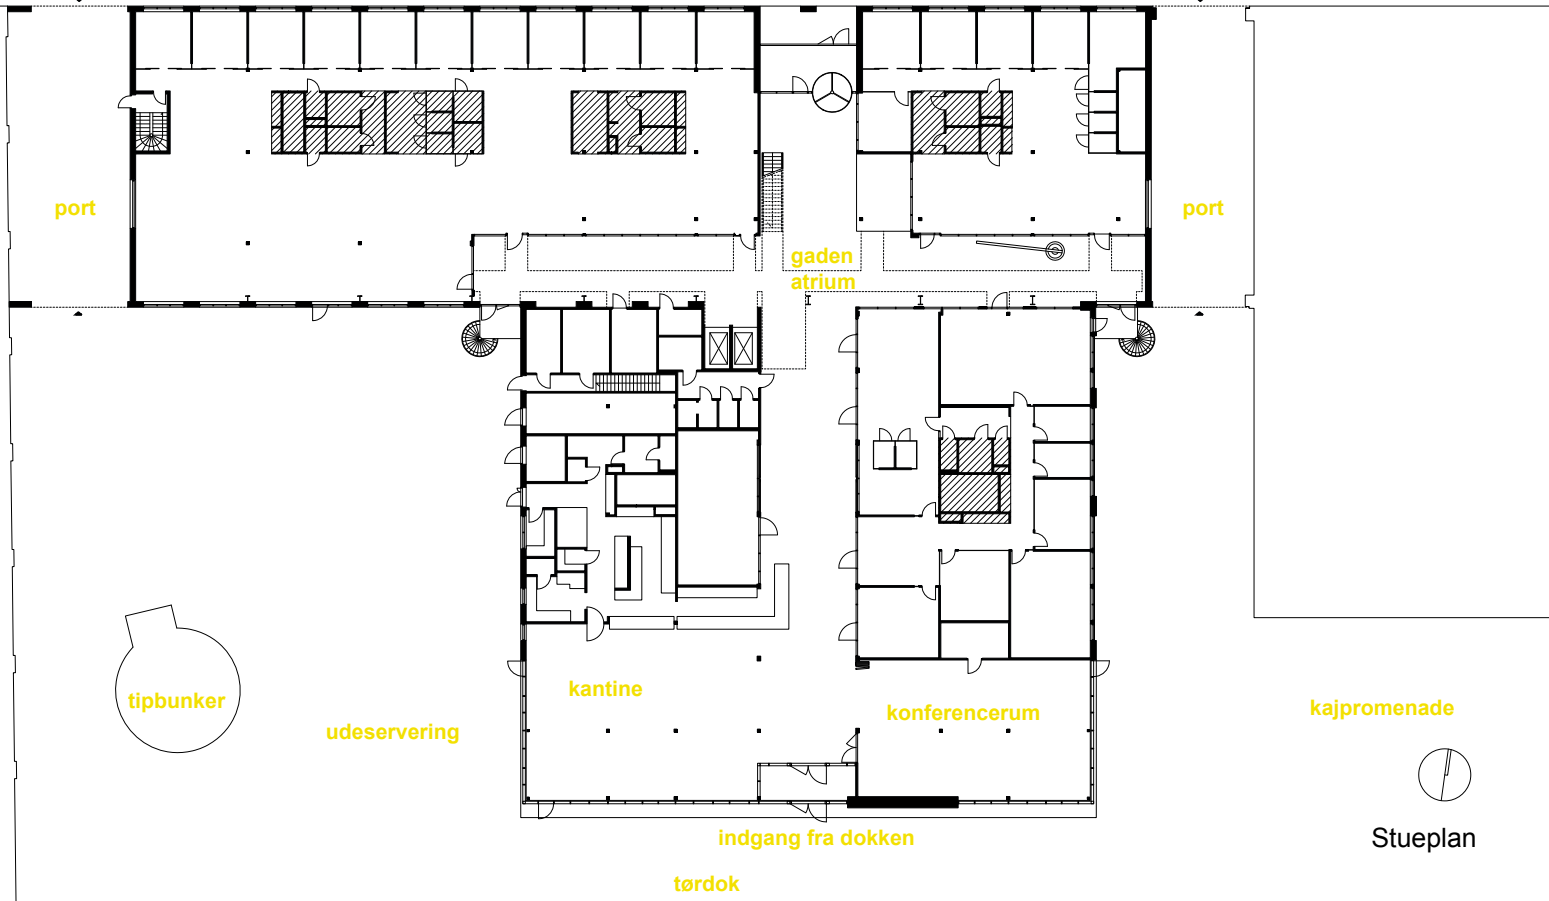 port
port
gaden
atrium
kantine
tipbunker
konferencerum
kajpromenade
udeservering
indgang fra dokken
Stueplan
tørdok